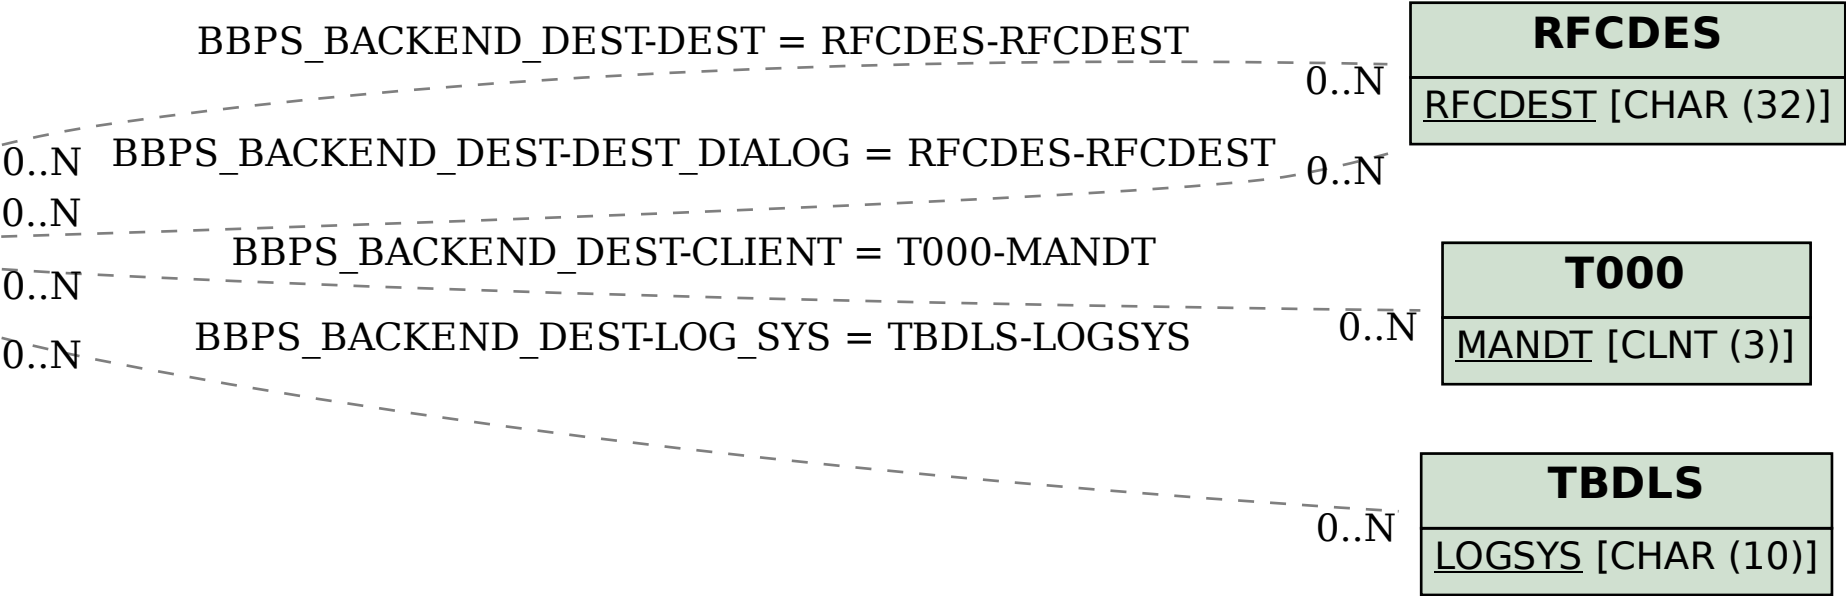 BBPS_BACKEND_DEST-DEST = RFCDES-RFCDEST
0..N
0..N
BBPS_BACKEND_DEST-DEST_DIALOG = RFCDES-RFCDEST
0..N
0..N
BBPS_BACKEND_DEST-CLIENT = T000-MANDT
0..N
0..N
BBPS_BACKEND_DEST-LOG_SYS = TBDLS-LOGSYS
0..N
0..N
RFCDES
RFCDEST [CHAR (32)]
T000
MANDT [CLNT (3)]
TBDLS
LOGSYS [CHAR (10)]